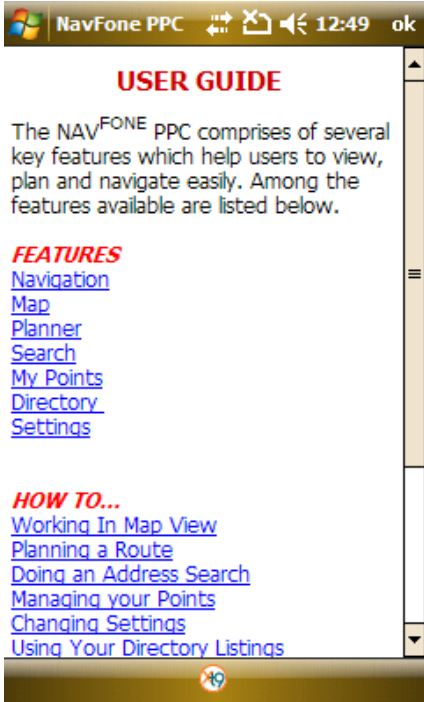 NavFone PPC 12:49 ok
USER GUIDE
The NAVFONE PPC comprises of several
key features which help users to view,
plan and navigate easily. Among the
features available are listed below.
FEATURES
Navigation
Map
Planner
Search
My Points
Directory
Settings
HOW TO...
Working In Map View
Planning a Route
Doing an Address Search
Managing your Points
Changing Settings
Using Your Directory Listings